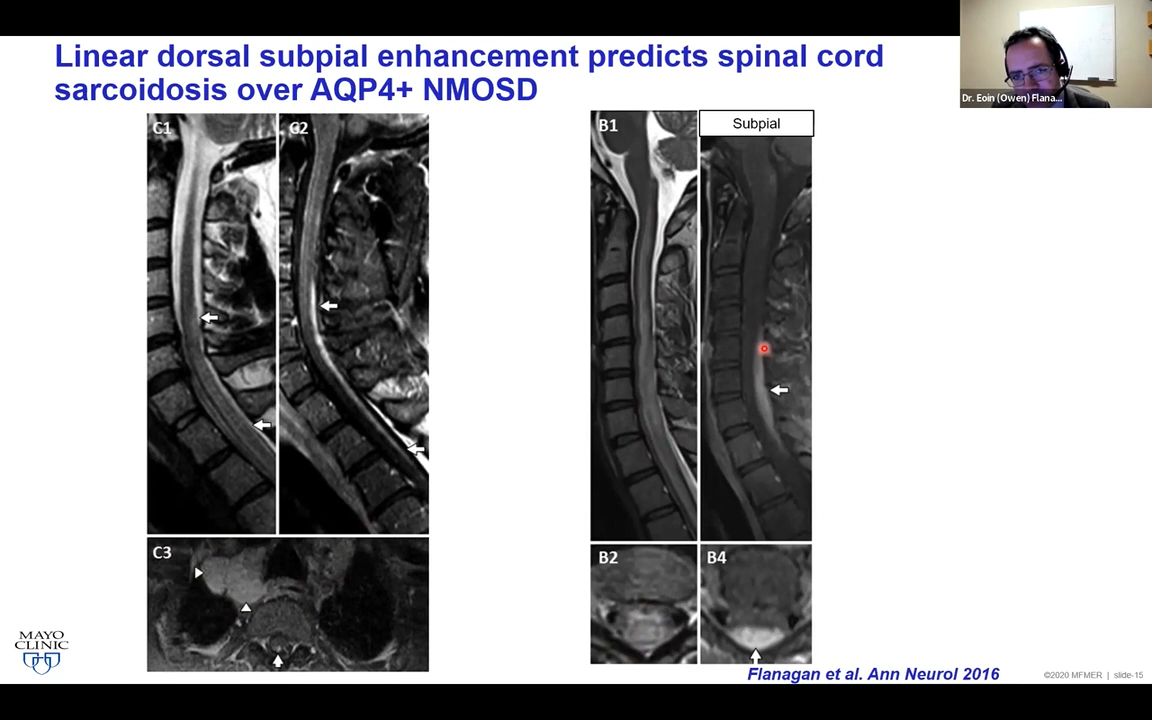 Linear dorsal subpial enhancement predicts spinal cord
sarcoidosis over AQP4+ NMOSD
Dr. Eoin (Owen) Flana...
C1
C2
B1
Subpial
C3
B2
B4
MAYO
CLINIC
Flanagan et al. Ann Neurol 2016
©2020 MFMER | slide-15